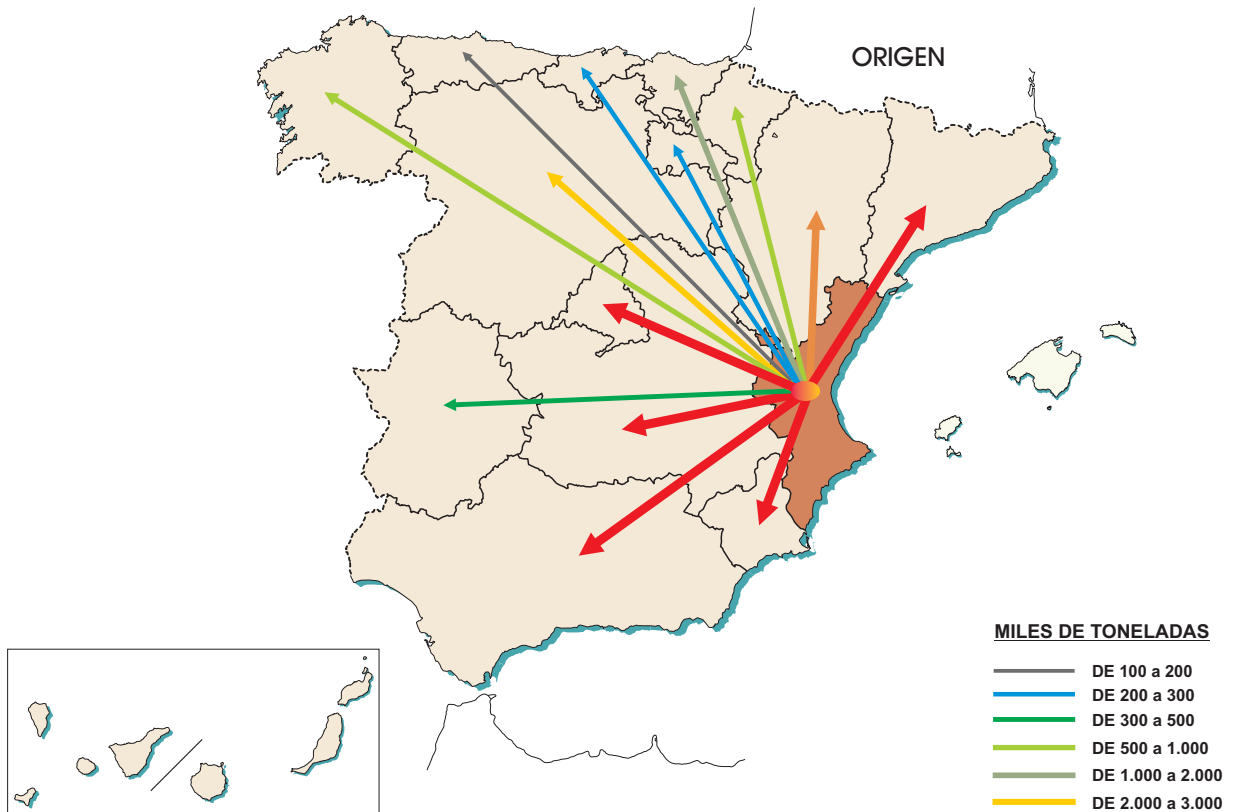 ORIGEN
MILES DE TONELADAS
DE 100 a 200
DE 200 a 300
DE 300 a 500
DE 500 a 1.000
DE 1.000 a 2.000
DE 2.000 a 3.000